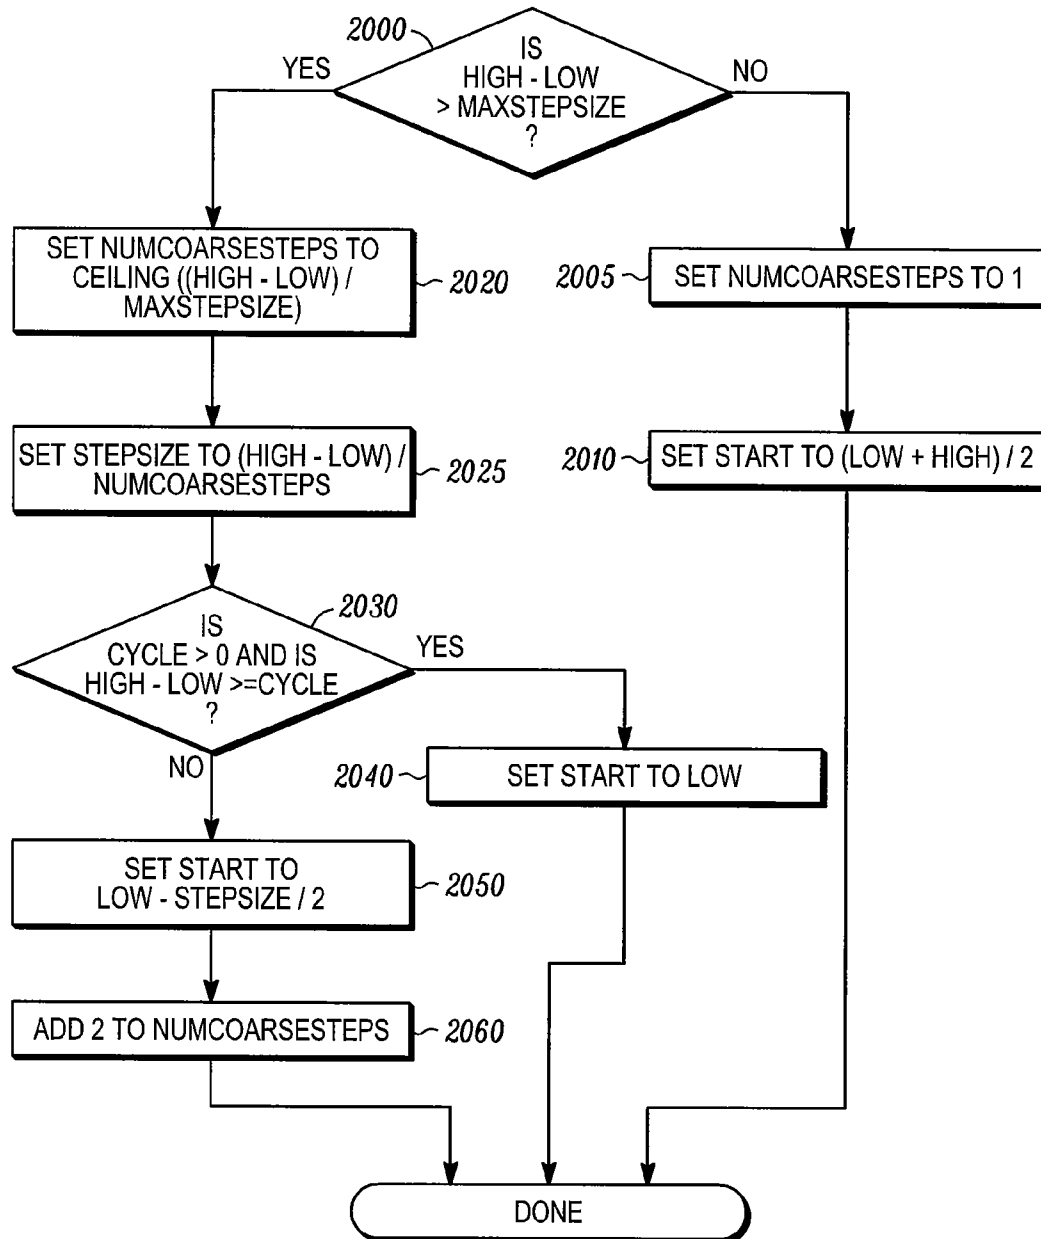 2000
IS
HIGH - LOW
> MAXSTEPSIZE
?
YES
NO
SET NUMCOARSESTEPS TO
CEILING ((HIGH - LOW) /
MAXSTEPSIZE)
2020
2005
SET NUMCOARSESTEPS TO 1
SET STEPSIZE TO (HIGH - LOW) /
NUMCOARSESTEPS
2025
2010
SET START TO (LOW + HIGH) / 2
2030
IS
CYCLE > 0 AND IS
HIGH - LOW >=CYCLE
?
YES
NO
2040
SET START TO LOW
SET START TO
LOW - STEPSIZE / 2
2050
ADD 2 TO NUMCOARSESTEPS
2060
DONE